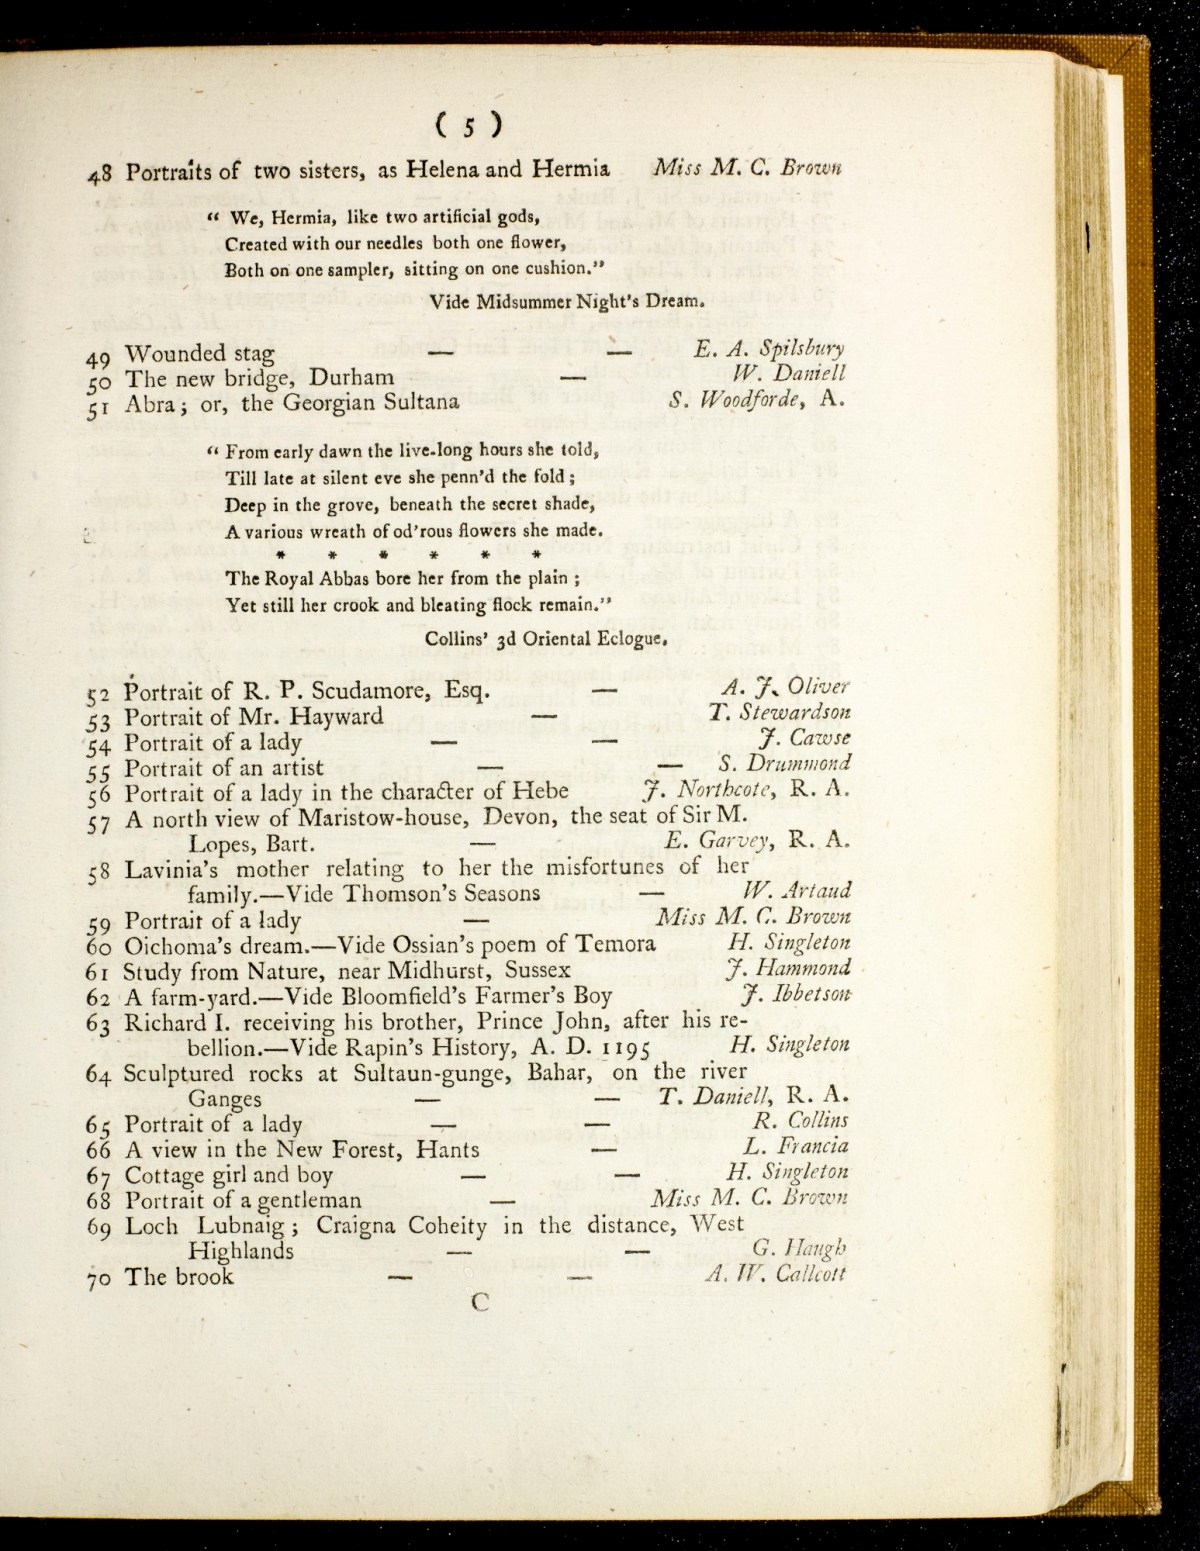 ( 5 )
48 Portraits of two sisters, as Helena and Hermia Miss M. C. Brown
“ We, Hermia, like two artificial gods,
Created with our needles both one flower,
Both on one sampler, sitting on one cushion.”
Vide Midsummer Night's Dream.
49 Wounded stag — — E. A. Spilsbury
50 The new bridge, Durham — W. Daniell
51 Abra; or, the Georgian Sultana S. Woodforde, A.
“ From early dawn the live-long hours she told,
Till late at silent eve she penn'd the fold;
Deep in the grove, beneath the secret shade,
A various wreath of od'rous flowers she made.
* * * * * *
The Royal Abbas bore her from the plain;
Yet still her crook and bleating flock remain.”
Collins' 3d Oriental Eclogue.
52 Portrait of R. P. Scudamore, Esq. — A. J. Oliver
53 Portrait of Mr. Hayward — T. Stewardson
54 Portrait of a lady — — J. Cawse
55 Portrait of an artist — — S. Drummond
56 Portrait of a lady in the character of Hebe J. Northcote, R. A.
57 A north view of Maristow-house, Devon, the seat of Sir M.
Lopes, Bart. — E. Garvey, R. A.
58 Lavinia's mother relating to her the misfortunes of her
family.—Vide Thomson's Seasons — W. Artaud
59 Portrait of a lady — Miss M. C. Brown
60 Oichoma's dream.—Vide Ossian's poem of Temora H. Singleton
61 Study from Nature, near Midhurst, Sussex J. Hammond
62 A farm-yard.—Vide Bloomfield's Farmer's Boy J. Ibbetson
63 Richard I. receiving his brother, Prince John, after his re-
bellion.—Vide Rapin's History, A. D. 1195 H. Singleton
64 Sculptured rocks at Sultaun-gunge, Bahar, on the river
Ganges — — T. Daniell, R. A.
65 Portrait of a lady — — R. Collins
66 A view in the New Forest, Hants — L. Francia
67 Cottage girl and boy — — H. Singleton
68 Portrait of a gentleman — Miss M. C. Brown
69 Loch Lubnaig; Craigna Coheity in the distance, West
Highlands — — G. Haugh
70 The brook — — A. W. Callcott
C